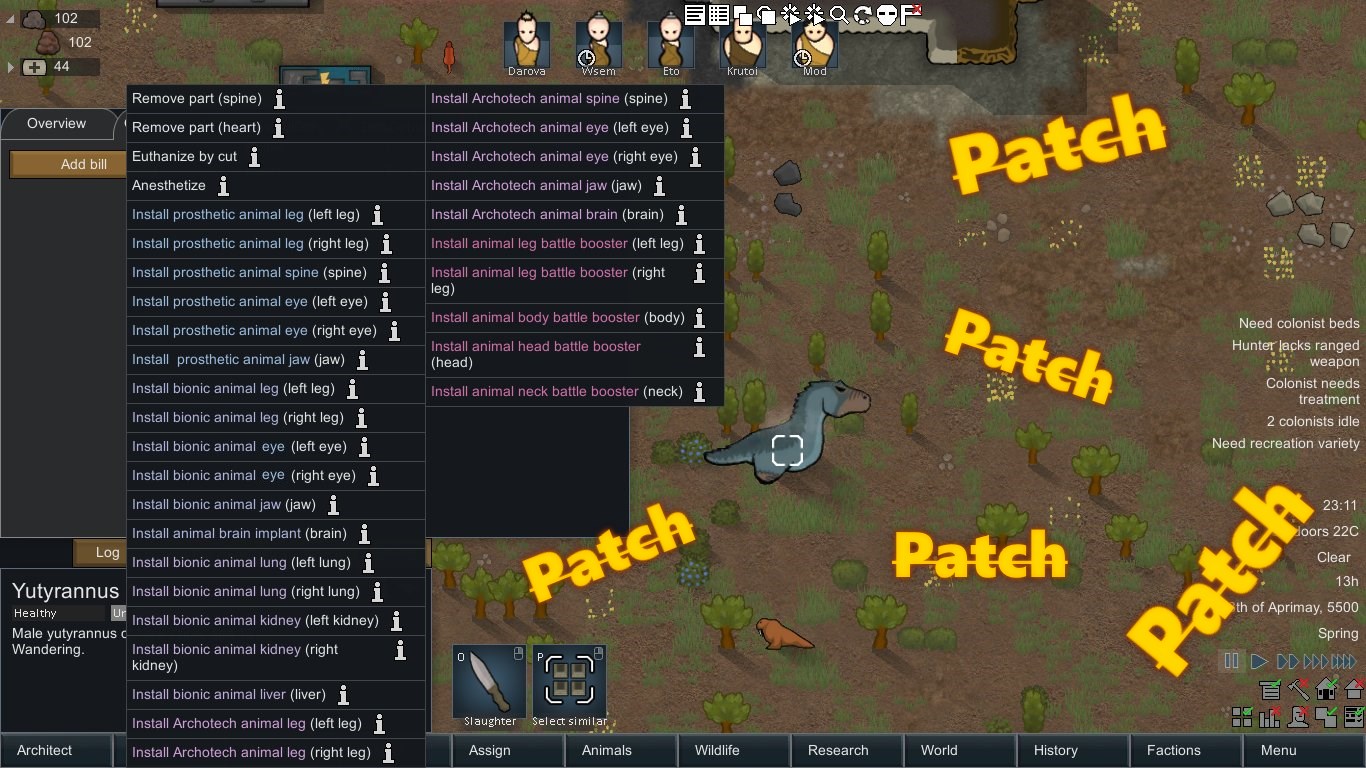 102
102
44
Darova
Wsem
Eto
Krutoi
Mod
Overview
Add bill
Remove part (spine)
Remove part (heart)
Euthanize by cut
Anesthetize
Install prosthetic animal leg (left leg)
Install prosthetic animal leg (right leg)
Install prosthetic animal spine (spine)
Install prosthetic animal eye (left eye)
Install prosthetic animal eye (right eye)
Install  prosthetic animal jaw (jaw)
Install bionic animal leg (left leg)
Install bionic animal leg (right leg)
Install bionic animal eye (left eye)
Install bionic animal eye (right eye)
Install bionic animal jaw (jaw)
Install animal brain implant (brain)
Install bionic animal lung (left lung)
Install bionic animal lung (right lung)
Install bionic animal kidney (left kidney)
Install bionic animal kidney (right
kidney)
Install bionic animal liver (liver)
Install Archotech animal leg (left leg)
Install Archotech animal leg (right leg)
Install Archotech animal spine (spine)
Install Archotech animal eye (left eye)
Install Archotech animal eye (right eye)
Install Archotech animal jaw (jaw)
Install Archotech animal brain (brain)
Install animal leg battle booster (left leg)
Install animal leg battle booster (right
leg)
Install animal body battle booster (body)
Install animal head battle booster
(head)
Install animal neck battle booster (neck)
Patch
Patch
Patch
Patch
Patch
Need colonist beds
Hunter lacks ranged
weapon
Colonist needs
treatment
2 colonists idle
Need recreation variety
23:11
doors 22C
Clear
13h
th of Aprimay, 5500
Spring
Log
Yutyrannus
Healthy
Un
Male yutyrannus
Wandering.
O
Slaughter
P
Select similar
Architect
Assign
Animals
Wildlife
Research
World
History
Factions
Menu